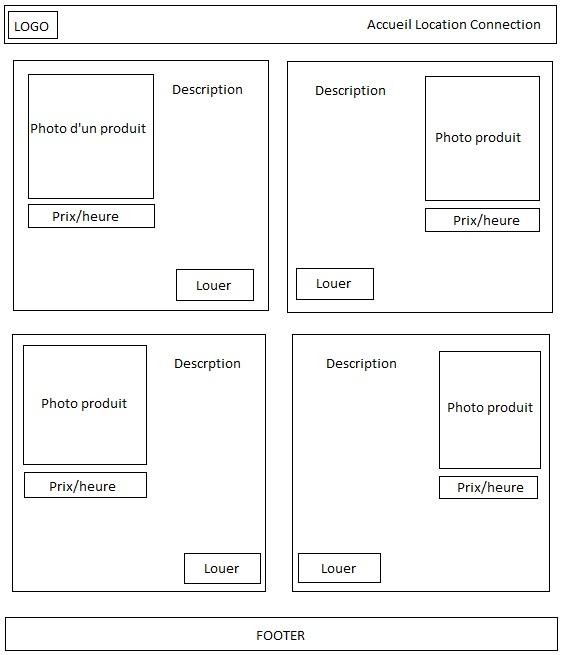 LOGO
Accueil Location Connection
Photo d'un produit
Description
Prix/heure
Louer
Description
Photo produit
Prix/heure
Louer
Photo produit
Descrption
Prix/heure
Louer
Description
Photo produit
Prix/heure
Louer
FOOTER